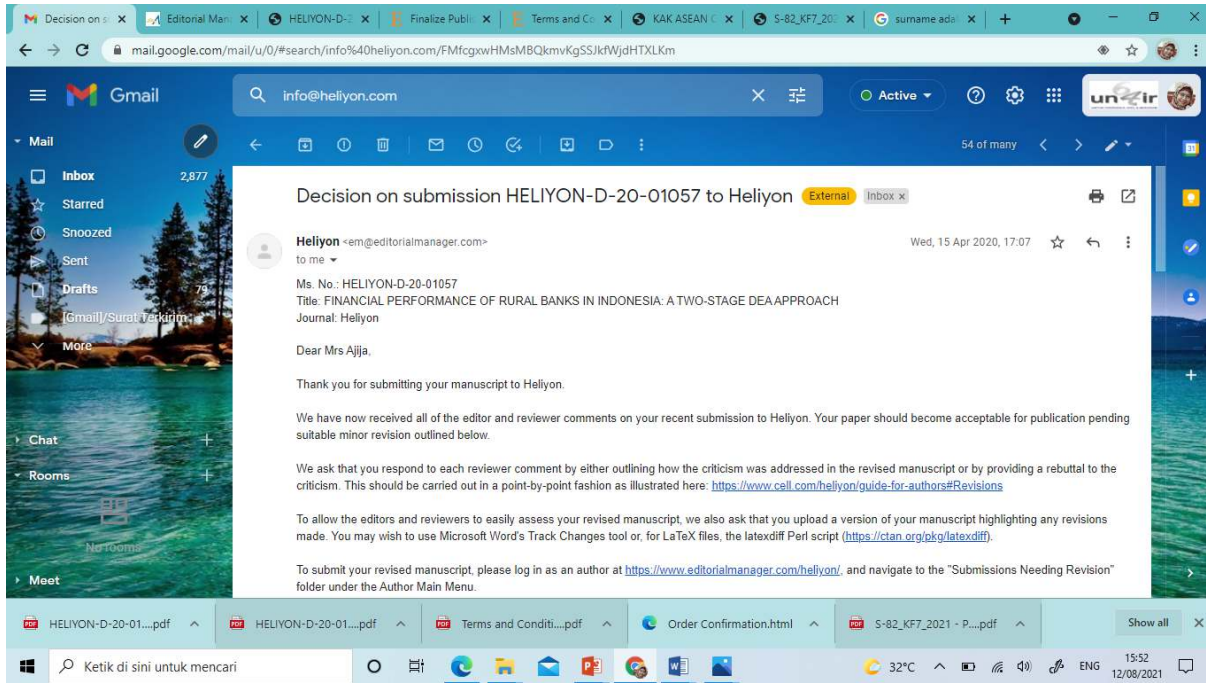 Decision on s
Editorial Man
HELIYON-D-2
Finalize Public
Terms and Co
KAK ASEAN C
S-82_KF7_202
surname adal
mail.google.com/mail/u/0/#search/info%40heliyon.com/FMfcgxwHMsMBQkmvKgSSJkfWjdHTXLKm
Gmail
info@heliyon.com
Active
Mail
54 of many
Inbox 2,877
Starred
Snoozed
Sent
Drafts 79
[Gmail]/Surat Terkirim
More
Chat
Rooms
No rooms
Meet
Decision on submission HELIYON-D-20-01057 to Heliyon External Inbox x
Heliyon <em@editorialmanager.com> Wed, 15 Apr 2020, 17:07
to me
Ms. No.: HELIYON-D-20-01057
Title: FINANCIAL PERFORMANCE OF RURAL BANKS IN INDONESIA: A TWO-STAGE DEA APPROACH
Journal: Heliyon
Dear Mrs Ajija,
Thank you for submitting your manuscript to Heliyon.
We have now received all of the editor and reviewer comments on your recent submission to Heliyon. Your paper should become acceptable for publication pending
suitable minor revision outlined below.
We ask that you respond to each reviewer comment by either outlining how the criticism was addressed in the revised manuscript or by providing a rebuttal to the
criticism. This should be carried out in a point-by-point fashion as illustrated here: https://www.cell.com/heliyon/guide-for-authors#Revisions
To allow the editors and reviewers to easily assess your revised manuscript, we also ask that you upload a version of your manuscript highlighting any revisions
made. You may wish to use Microsoft Word's Track Changes tool or, for LaTeX files, the latexdiff Perl script (https://ctan.org/pkg/latexdiff).
To submit your revised manuscript, please log in as an author at https://www.editorialmanager.com/heliyon/, and navigate to the "Submissions Needing Revision"
folder under the Author Main Menu.
HELIYON-D-20-01....pdf
HELIYON-D-20-01....pdf
Terms and Conditi....pdf
Order Confirmation.html
S-82_KF7_2021 - P....pdf
Show all
Ketik di sini untuk mencari
32°C
ENG
15:52
12/08/2021